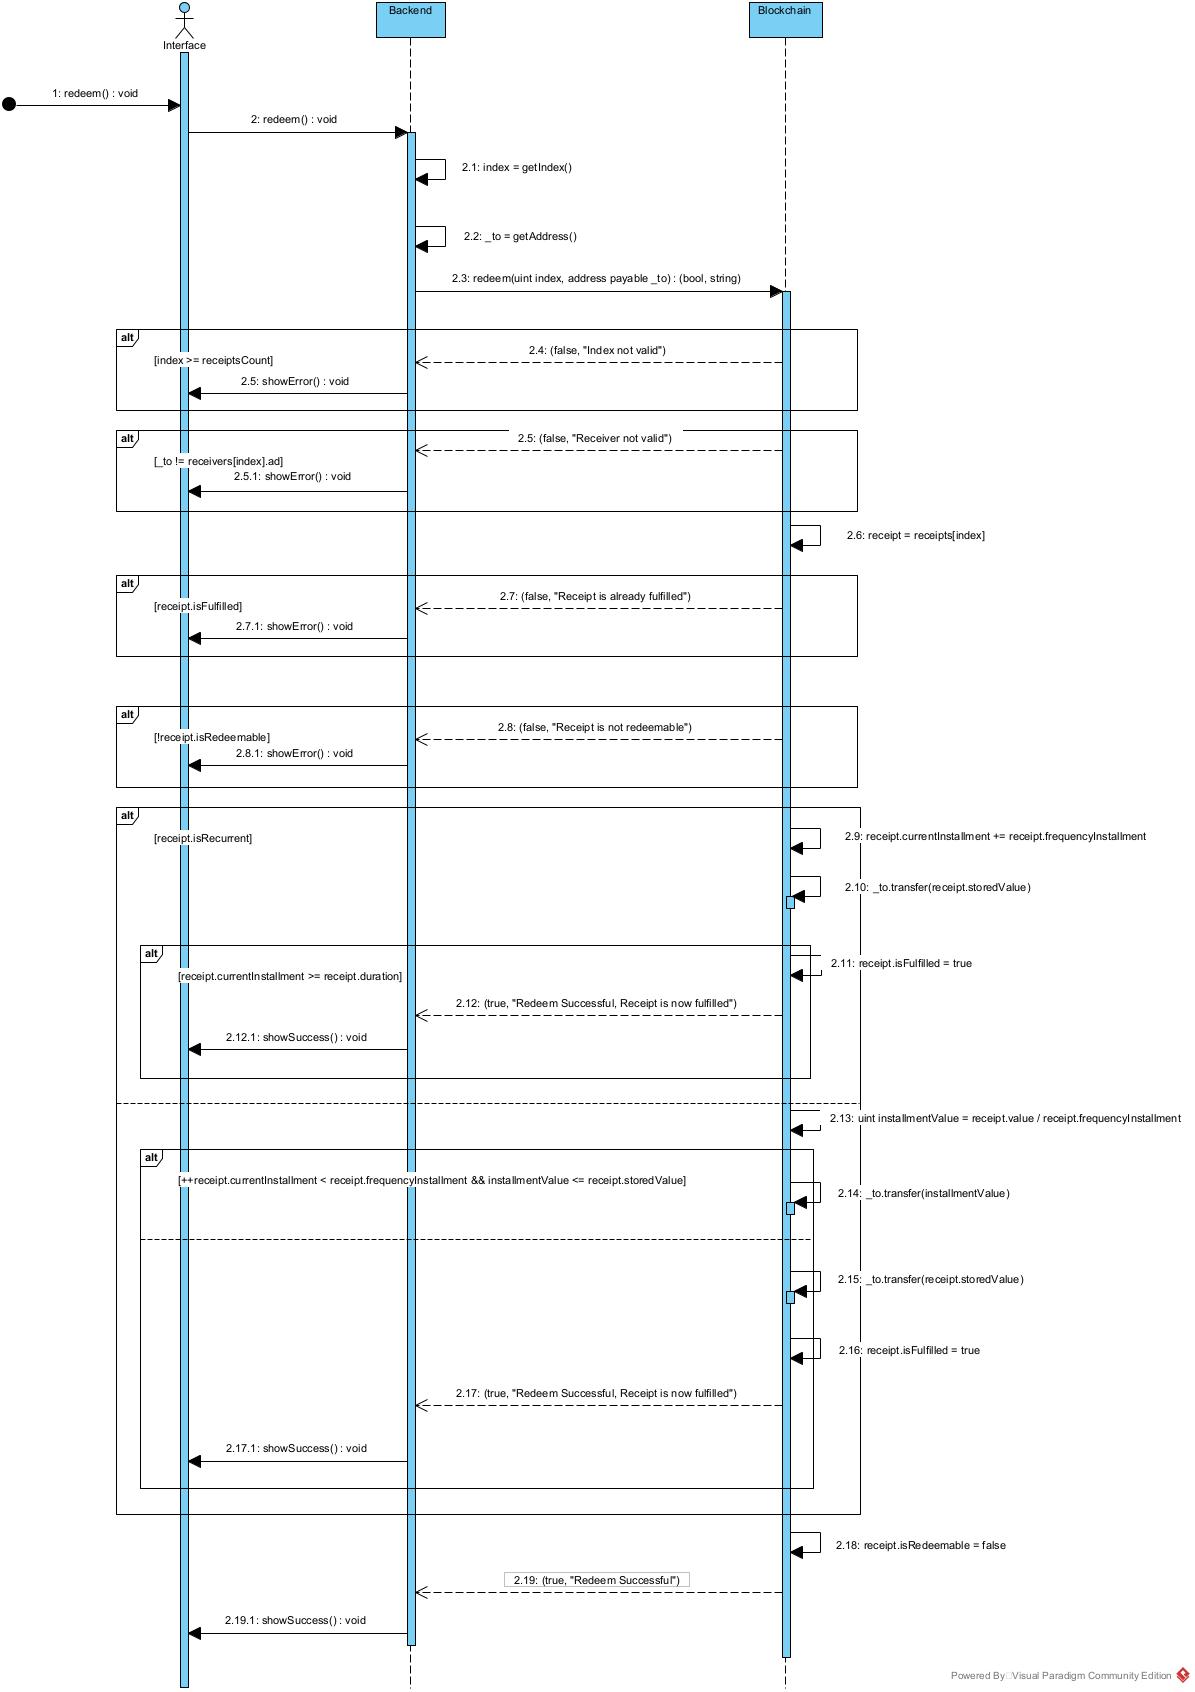 Backend
Blockchain
Interface
1: redeem() : void
2: redeem() : void
2.1: index = getIndex()
2.2: _to = getAddress()
2.3: redeem(uint index, address payable _to) : (bool, string)
alt
2.4: (false, "Index not valid")
[index >= receiptsCount]
2.5: showError() : void
alt
2.5: (false, "Receiver not valid")
[_to != receivers[index].ad]
2.5.1: showError() : void
2.6: receipt = receipts[index]
alt
2.7: (false, "Receipt is already fulfilled")
[receipt.isFulfilled]
2.7.1: showError() : void
alt
2.8: (false, "Receipt is not redeemable")
[!receipt.isRedeemable]
2.8.1: showError() : void
alt
[receipt.isRecurrent]
2.9: receipt.currentInstallment += receipt.frequencyInstallment
2.10: _to.transfer(receipt.storedValue)
alt
2.11: receipt.isFulfilled = true
[receipt.currentInstallment >= receipt.duration]
2.12: (true, "Redeem Successful, Receipt is now fulfilled")
2.12.1: showSuccess() : void
2.13: uint installmentValue = receipt.value / receipt.frequencyInstallment
alt
[++receipt.currentInstallment < receipt.frequencyInstallment && installmentValue <= receipt.storedValue]
2.14: _to.transfer(installmentValue)
2.15: _to.transfer(receipt.storedValue)
2.16: receipt.isFulfilled = true
2.17: (true, "Redeem Successful, Receipt is now fulfilled")
2.17.1: showSuccess() : void
2.18: receipt.isRedeemable = false
2.19: (true, "Redeem Successful")
2.19.1: showSuccess() : void
Powered By Visual Paradigm Community Edition